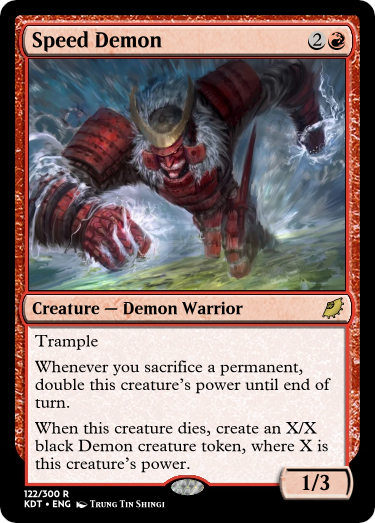 Speed Demon 2
Creature — Demon Warrior
Trample
Whenever you sacrifice a permanent,
double this creature's power until end of
turn.
When this creature dies, create an X/X
black Demon creature token, where X is
this creature's power.
1/3
122/300 R
KDT • ENG Trung Tin Shingi